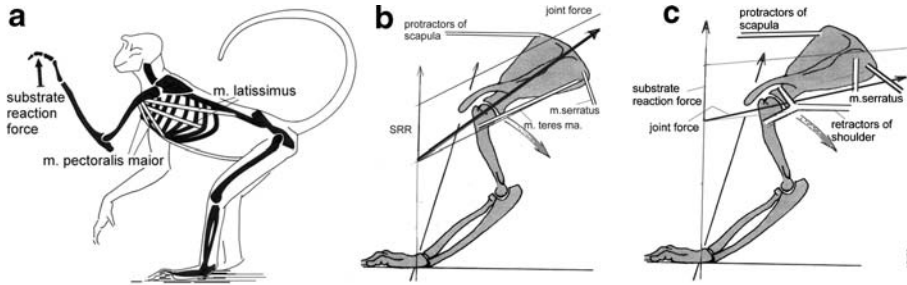 a
substrate
reaction
force
m. latissimus
m. pectoralis maior
b
protractors of
scapula
joint force
SRR
m.serratus
m. teres ma.
c
protractors of
scapula
substrate
reaction force
joint force
m.serratus
retractors of
shoulder